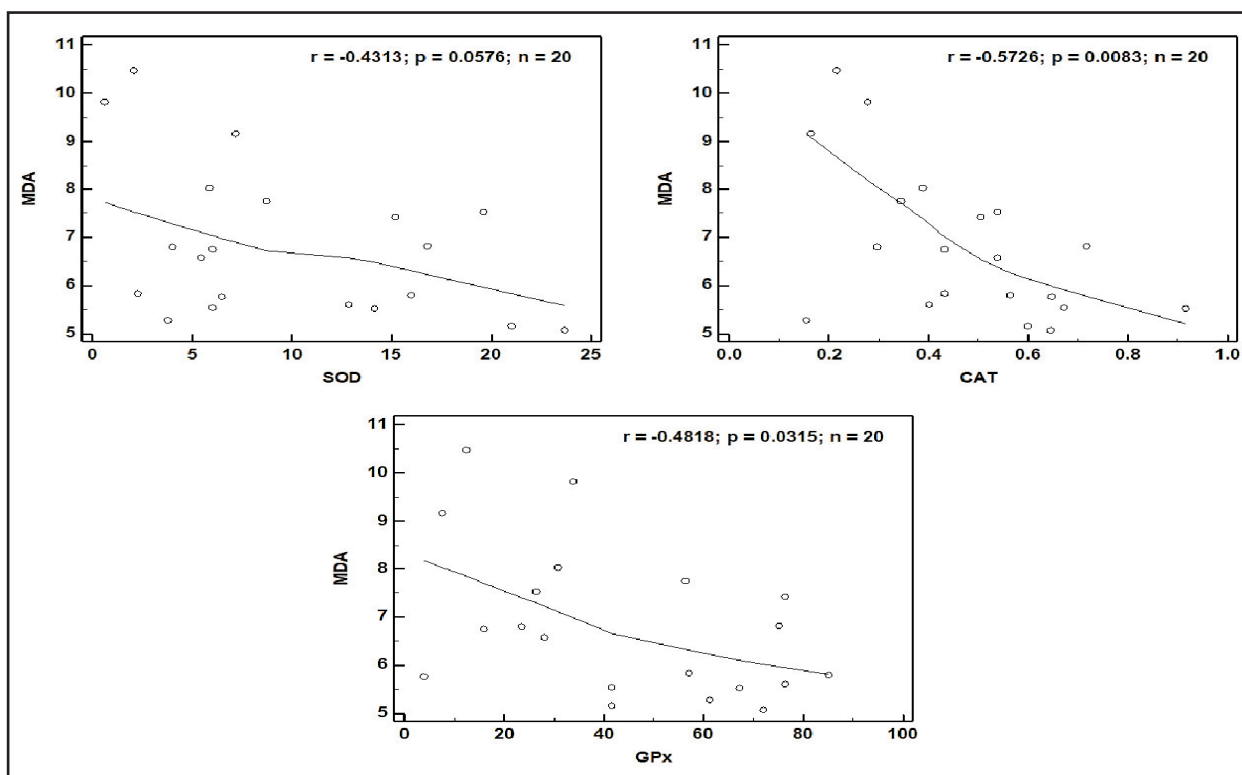 r = -0.4313; p = 0.0576; n = 20
11
10
9
8
7
6
5
MDA
0 5 10 15 20 25
SOD
r = -0.5726; p = 0.0083; n = 20
11
10
9
8
7
6
5
MDA
0.0 0.2 0.4 0.6 0.8 1.0
CAT
r = -0.4818; p = 0.0315; n = 20
11
10
9
8
7
6
5
MDA
0 20 40 60 80 100
GPx